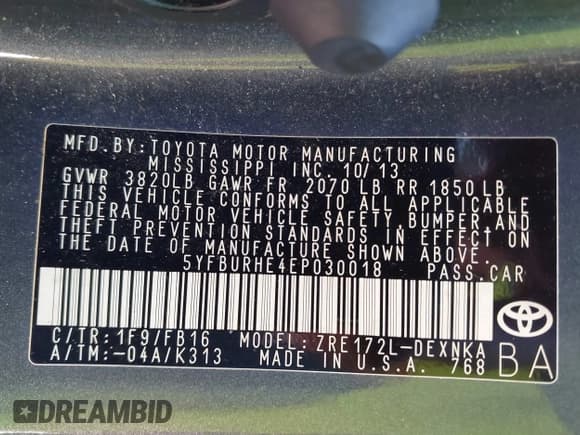 MFD.BY:TOYOTA MOTOR MANUFACTURING
MISSISSIPPI INC. 10/13
GVWR 3820LB GAWR FR 2070 LB RR 1850 LB
THIS VEHICLE CONFORMS TO ALL APPLICABLE
FEDERAL MOTOR VEHICLE SAFETY, BUMPER, AND
THEFT PREVENTION STANDARDS IN EFFECT ON
THE DATE OF MANUFACTURE SHOWN ABOVE.
5YFBURHE4EP030018 PASS.CAR
C/TR:1F9/FB16 MODEL:ZRE172L-DEXNKA
A/TM:-04A/K313 MADE IN U.S.A. 768
BA
DREAMBID